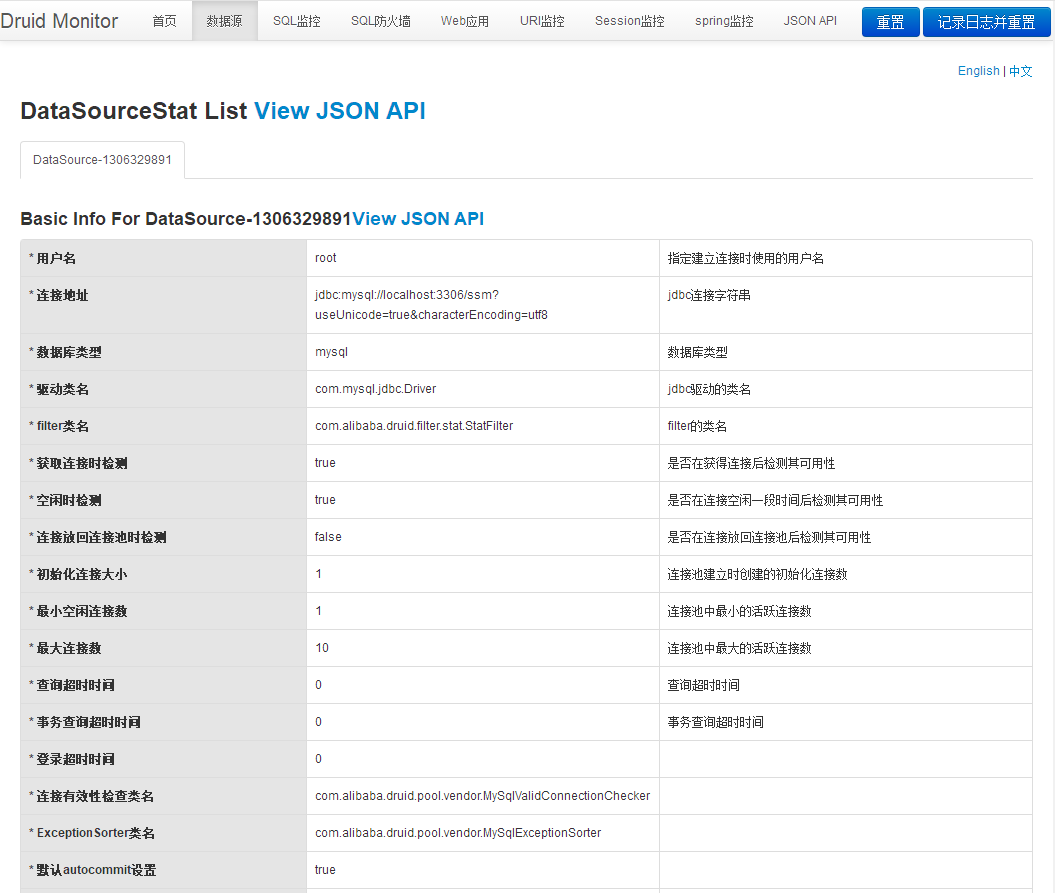 Druid Monitor 首页 数据源 SQL监控 SQL防火墙 Web应用 URI监控 Session监控 spring监控 JSON API 重置 记录日志并重置
English | 中文
DataSourceStat List View JSON API
DataSource-1306329891
Basic Info For DataSource-1306329891View JSON API
* 用户名 root 指定建立连接时使用的用户名
* 连接地址 jdbc:mysql://localhost:3306/ssm? jdbc连接字符串
useUnicode=true&characterEncoding=utf8
* 数据库类型 mysql 数据库类型
* 驱动类名 com.mysql.jdbc.Driver jdbc驱动的类名
* filter类名 com.alibaba.druid.filter.stat.StatFilter filter的类名
* 获取连接时检测 true 是否在获得连接后检测其可用性
* 空闲时检测 true 是否在连接空闲一段时间后检测其可用性
* 连接放回连接池时检测 false 是否在连接放回连接池后检测其可用性
* 初始化连接大小 1 连接池建立时创建的初始化连接数
* 最小空闲连接数 1 连接池中最小的活跃连接数
* 最大连接数 10 连接池中最大的活跃连接数
* 查询超时时间 0 查询超时时间
* 事务查询超时时间 0 事务查询超时时间
* 登录超时时间 0
* 连接有效性检查类名 com.alibaba.druid.pool.vendor.MySqlValidConnectionChecker
* ExceptionSorter类名 com.alibaba.druid.pool.vendor.MySqlExceptionSorter
* 默认autocommit设置 true